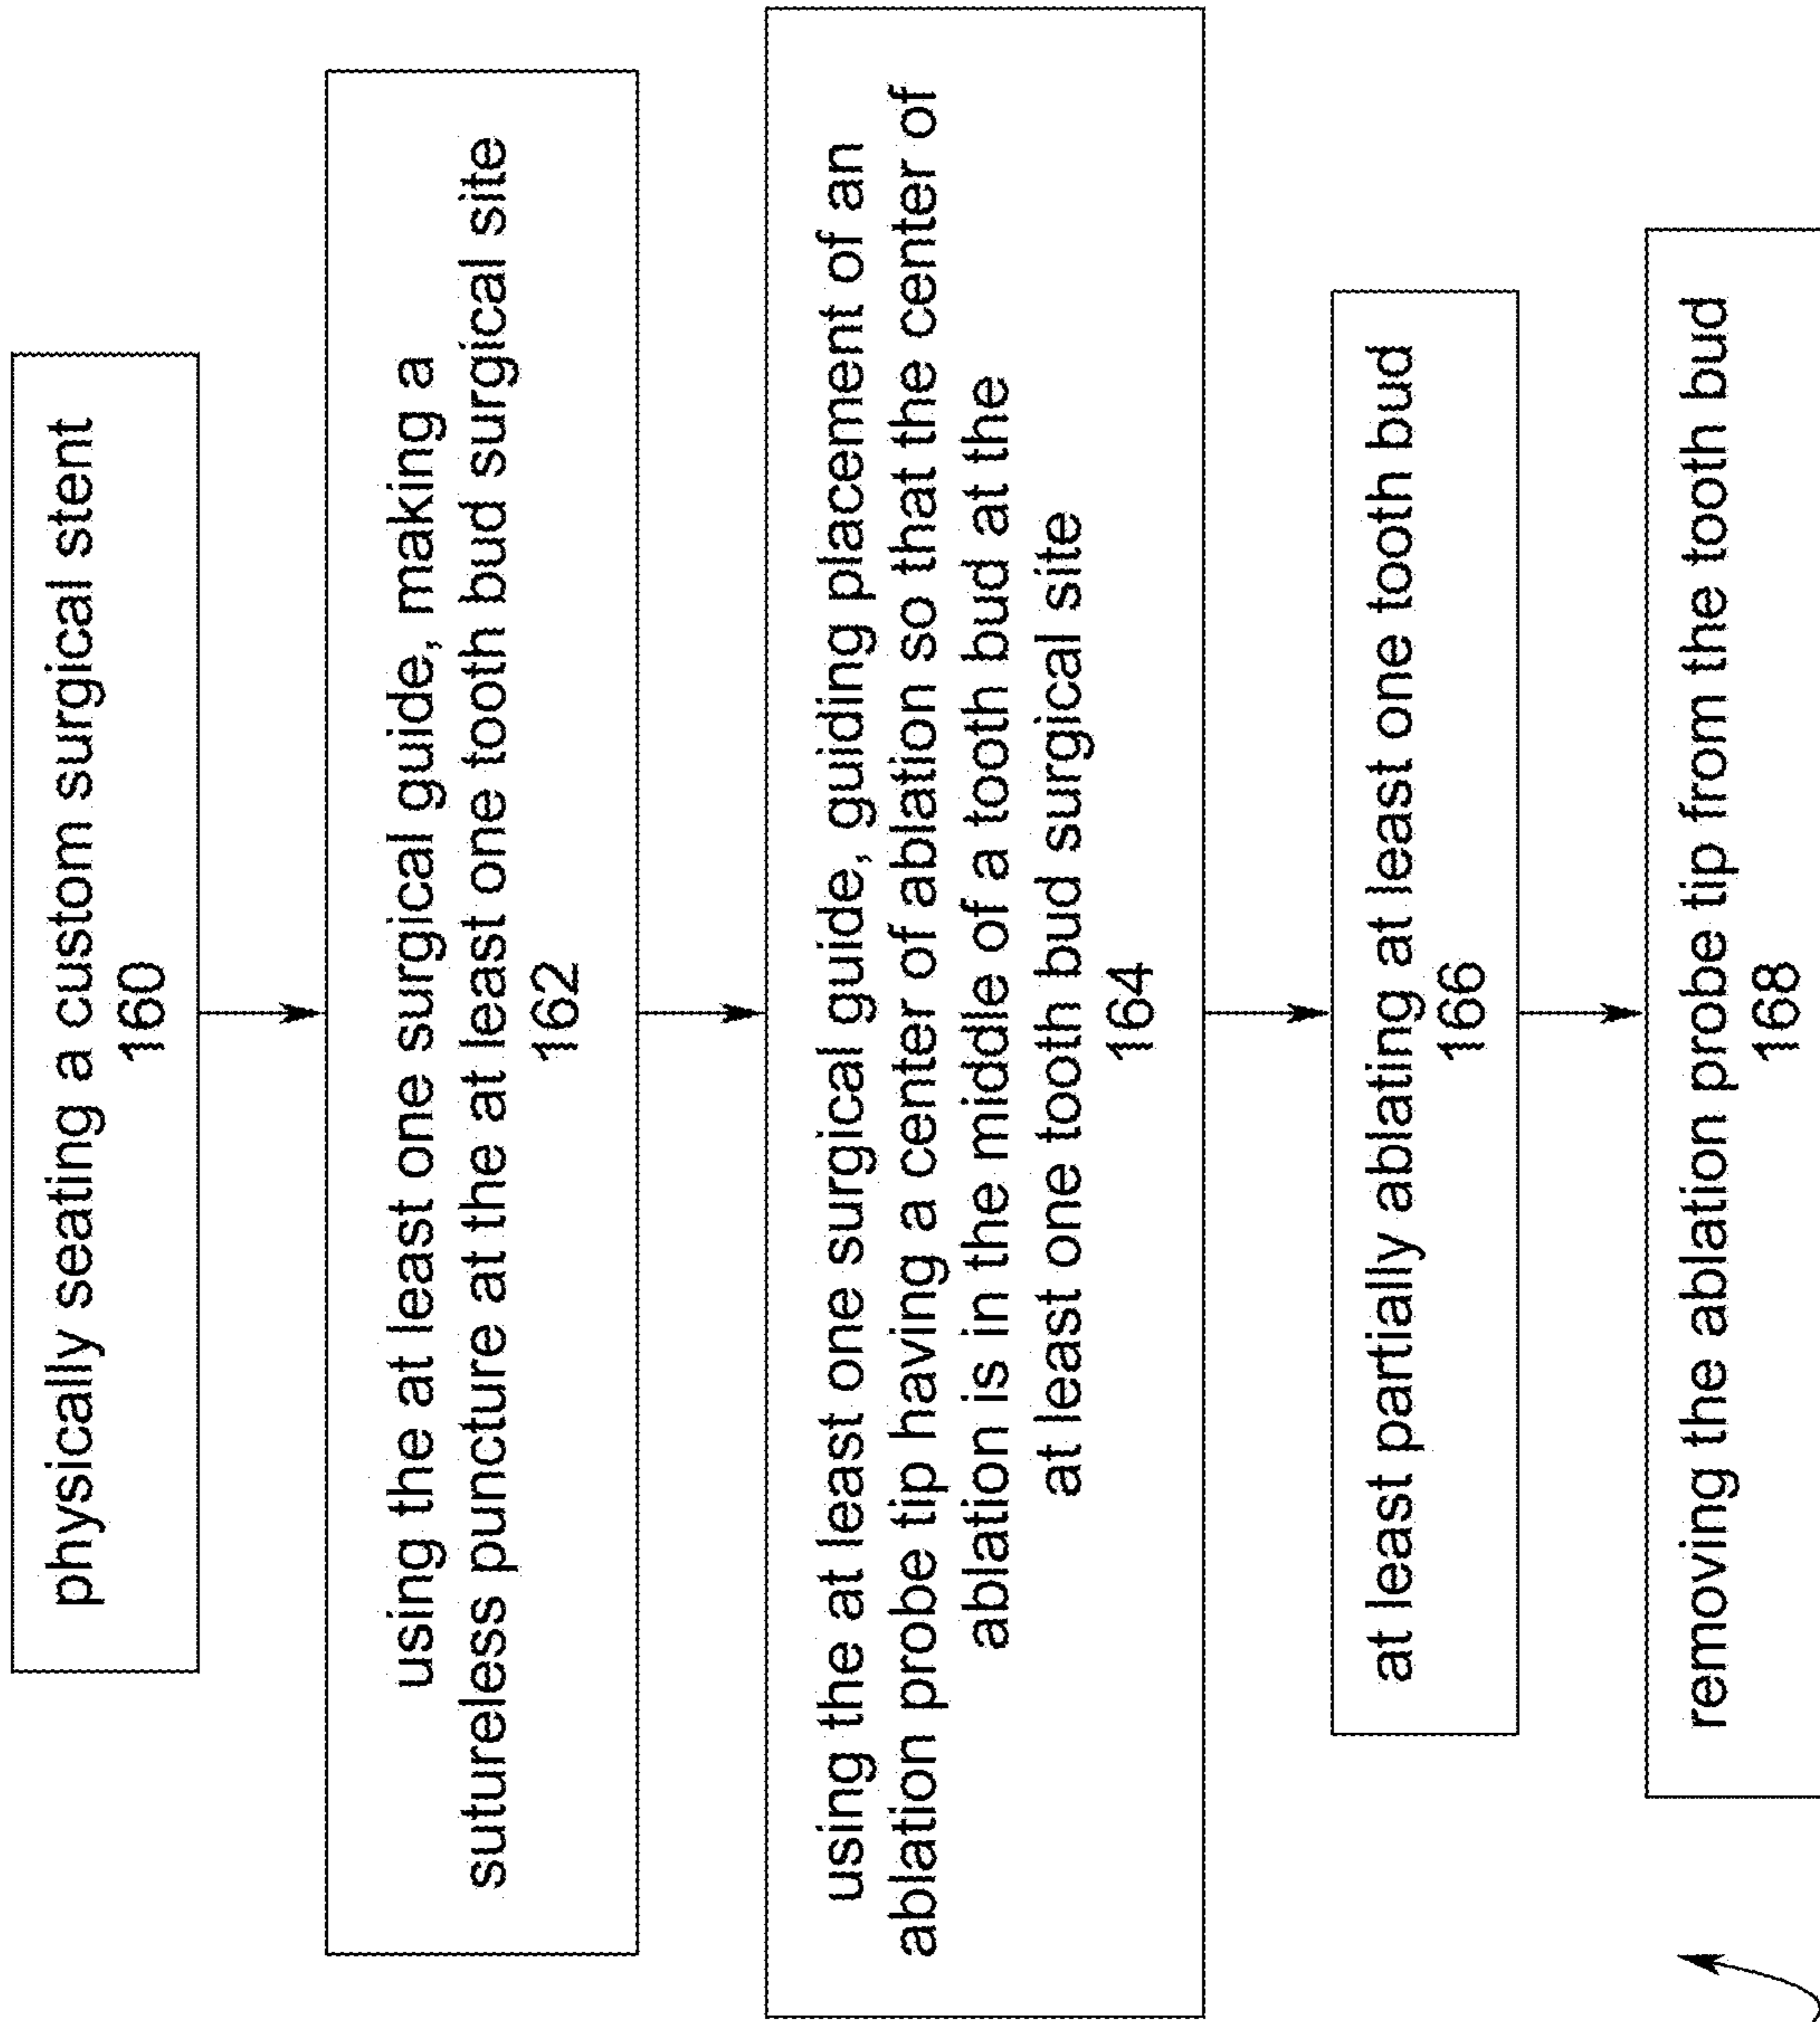 physically seating a custom surgical stent
160
using the at least one surgical guide, making a
sutureless puncture at the at least one tooth bud surgical site
162
using the at least one surgical guide, guiding placement of an
ablation probe tip having a center of ablation so that the center of
ablation is in the middle of a tooth bud at the
at least one tooth bud surgical site
164
at least partially ablating at least one tooth bud
166
removing the ablation probe tip from the tooth bud
168